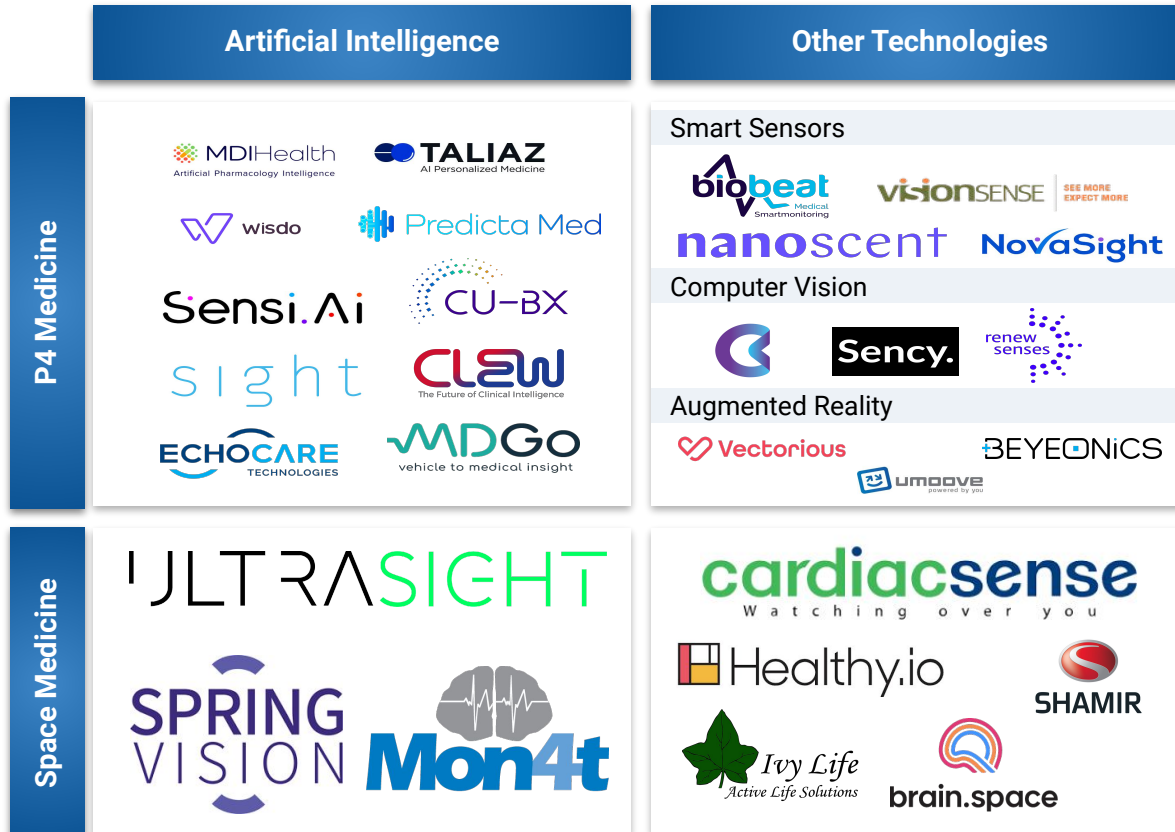 Artificial Intelligence
Other Technologies
P4 Medicine
MDIHealth
Artificial Pharmacology Intelligence
TALIAZ
AI Personalized Medicine
wisdo
Predicta Med
Sensi.Ai
CU-BX
sight
CLEW
The Future of Clinical Intelligence
ECHOCARE
TECHNOLOGIES
MDGo
vehicle to medical insight
Smart Sensors
biobeat
Medical
Smartmonitoring
visionSENSE
SEE MORE
EXPECT MORE
nanoscent
NovaSight
Computer Vision
Sency.
renew
senses
Augmented Reality
Vectorious
BEYEONiCS
umoove
powered by you
Space Medicine
ULTRASIGHT
SPRING
VISION
Mon4t
cardiacsense
Watching over you
Healthy.io
SHAMIR
Ivy Life
Active Life Solutions
brain.space